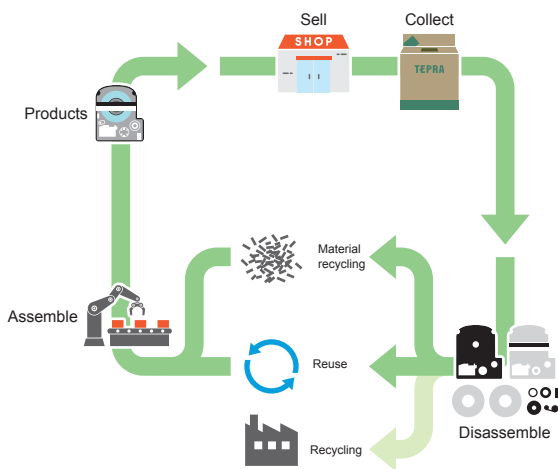 Sell
Collect
SHOP
TEPRA
Products
Material
recycling
Assemble
Reuse
Recycling
Disassemble